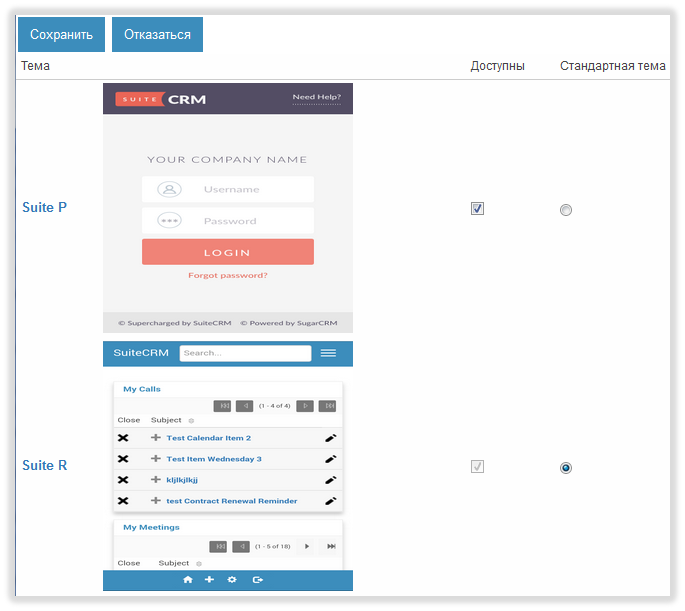 Сохранить Отказаться
Тема Доступны Стандартная тема
SUITE CRM Need Help?
YOUR COMPANY NAME
Username
Suite P
Password
LOGIN
Forgot password?
© Supercharged by SuiteCRM © Powered by SugarCRM
SuiteCRM Search...
My Calls
(1 - 4 of 4)
Close Subject
Test Calendar Item 2
Test Item Wednesday 3
Suite R
kljlkjlkjj
test Contract Renewal Reminder
My Meetings
(1 - 5 of 18)
Close Subject